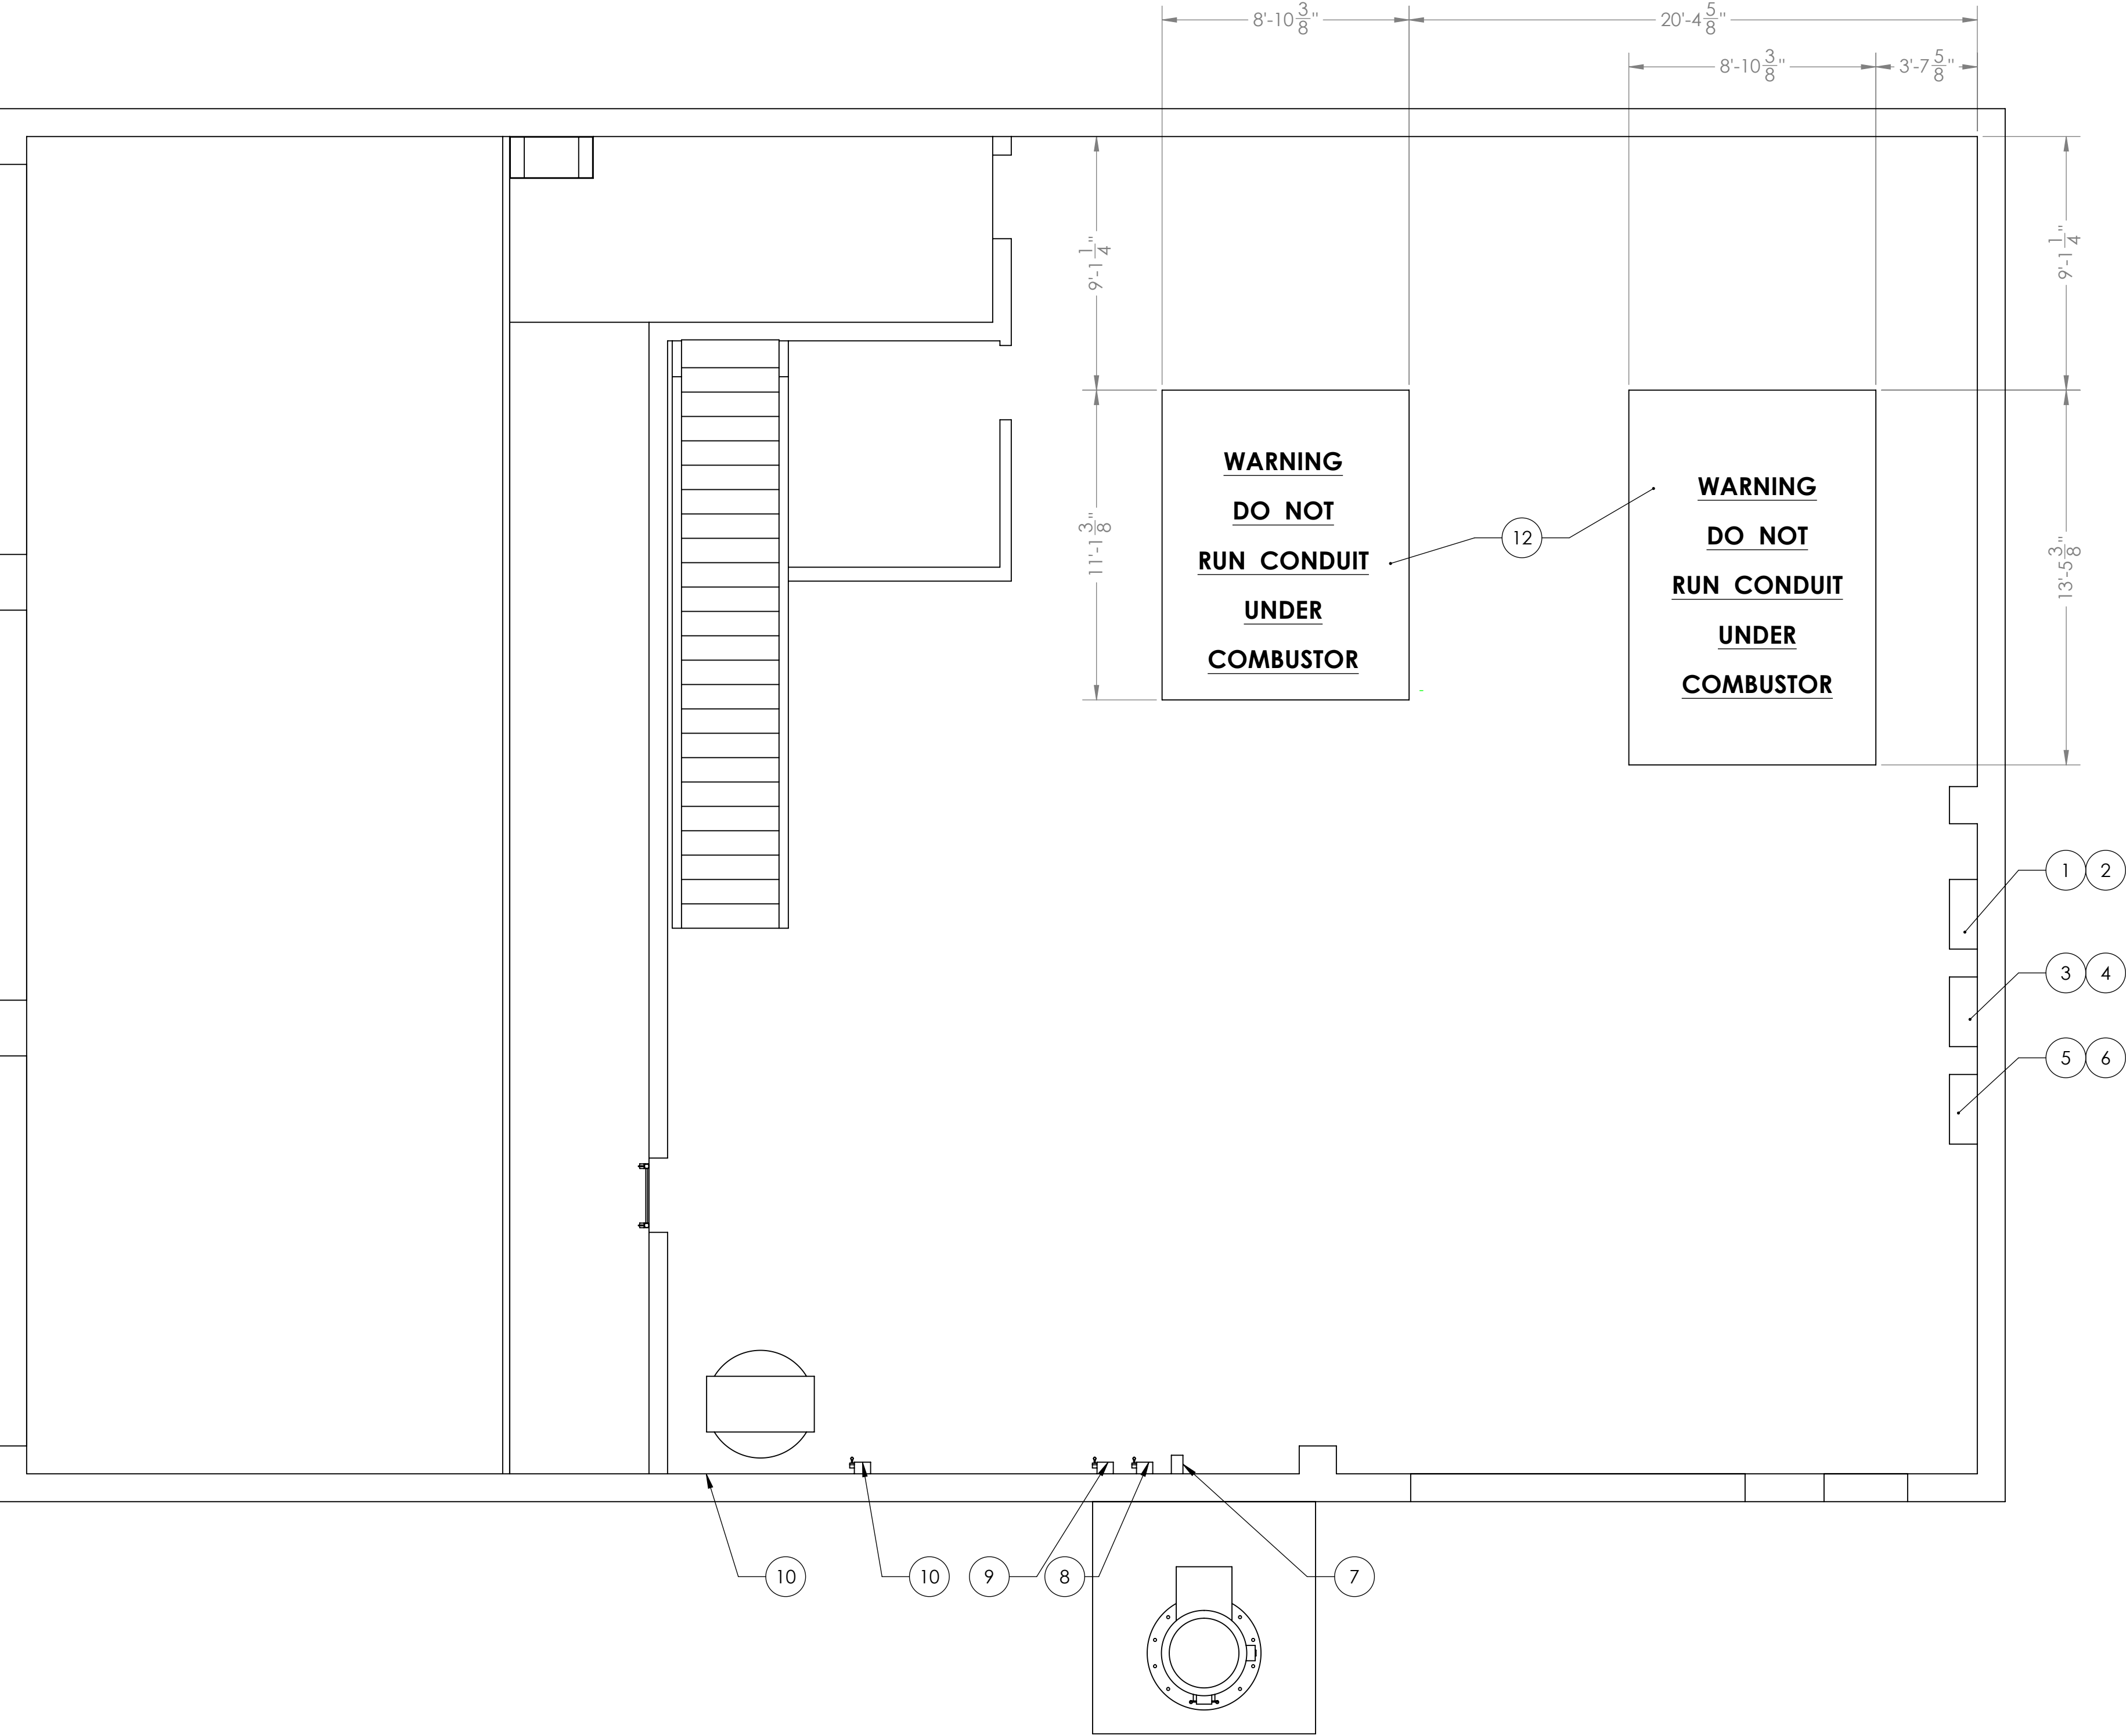 8'-10 3/8"
20'-4 5/8"
8'-10 3/8"
3'-7 5/8"
9'-1 1/4"
9'-1 1/4"
11'-1 3/8"
13'-5 3/8"
WARNING
DO NOT
RUN CONDUIT
UNDER
COMBUSTOR
12
WARNING
DO NOT
RUN CONDUIT
UNDER
COMBUSTOR
1 2
3 4
5 6
10
10
9
8
7